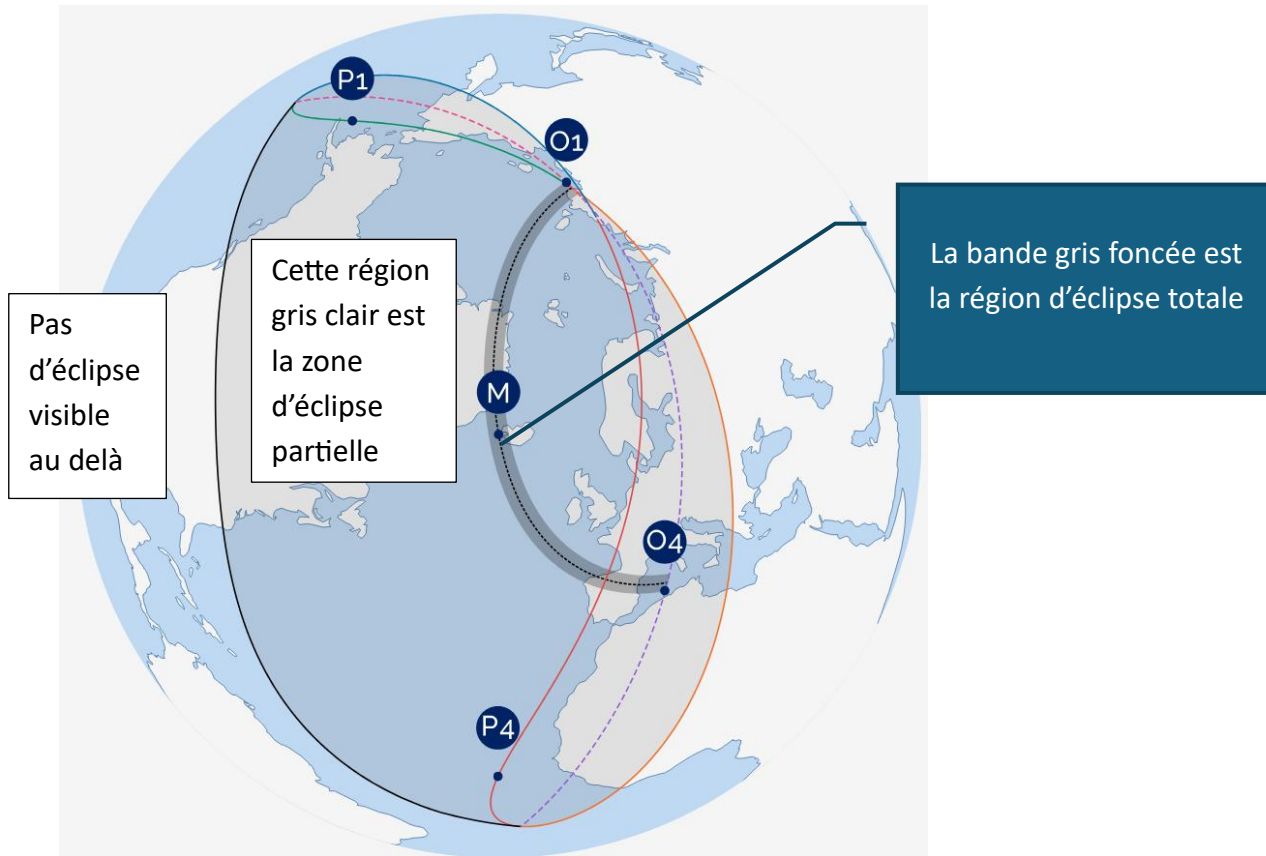 P1
O1
La bande gris foncée est
la région d'éclipse totale
Cette région
gris clair est
la zone
d'éclipse
partielle
Pas
d'éclipse
visible
au delà
M
O4
P4